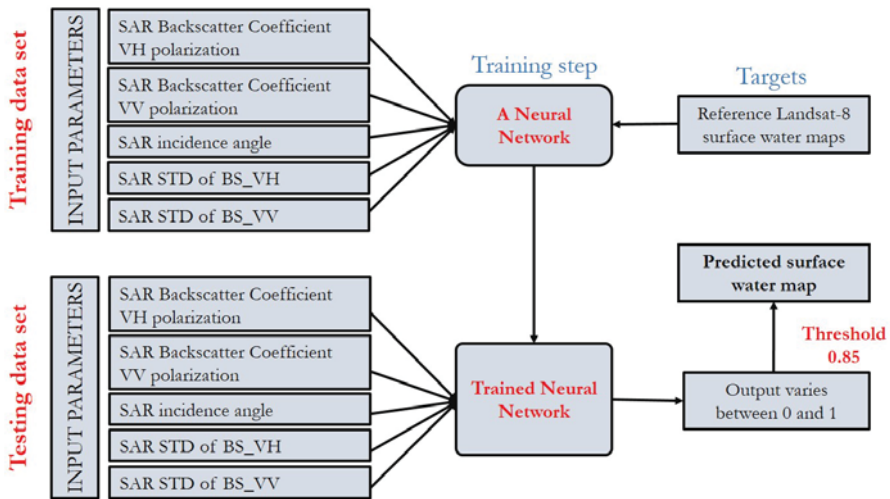 Training data set
INPUT PARAMETERS
SAR Backscatter Coefficient
VH polarization
SAR Backscatter Coefficient
VV polarization
SAR incidence angle
SAR STD of BS_VH
SAR STD of BS_VV
Training step
A Neural
Network
Targets
Reference Landsat-8
surface water maps
Testing data set
INPUT PARAMETERS
SAR Backscatter Coefficient
VH polarization
SAR Backscatter Coefficient
VV polarization
SAR incidence angle
SAR STD of BS_VH
SAR STD of BS_VV
Trained Neural
Network
Predicted surface
water map
Threshold
0.85
Output varies
between 0 and 1